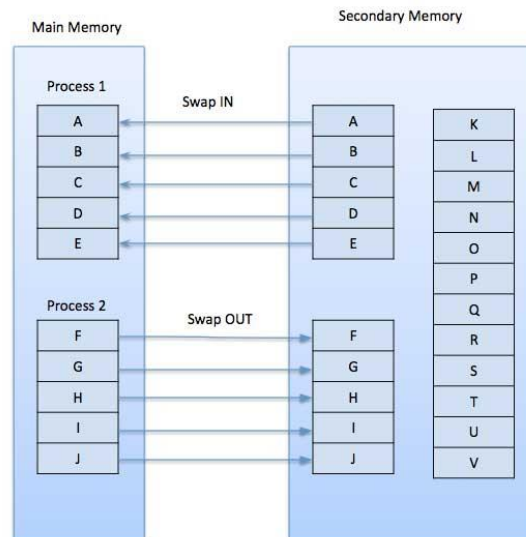 Main Memory
Secondary Memory
Process 1
Swap IN
A
B
C
D
E
A
B
C
D
E
Process 2
Swap OUT
F
G
H
I
J
F
G
H
I
J
K
L
M
N
O
P
Q
R
S
T
U
V